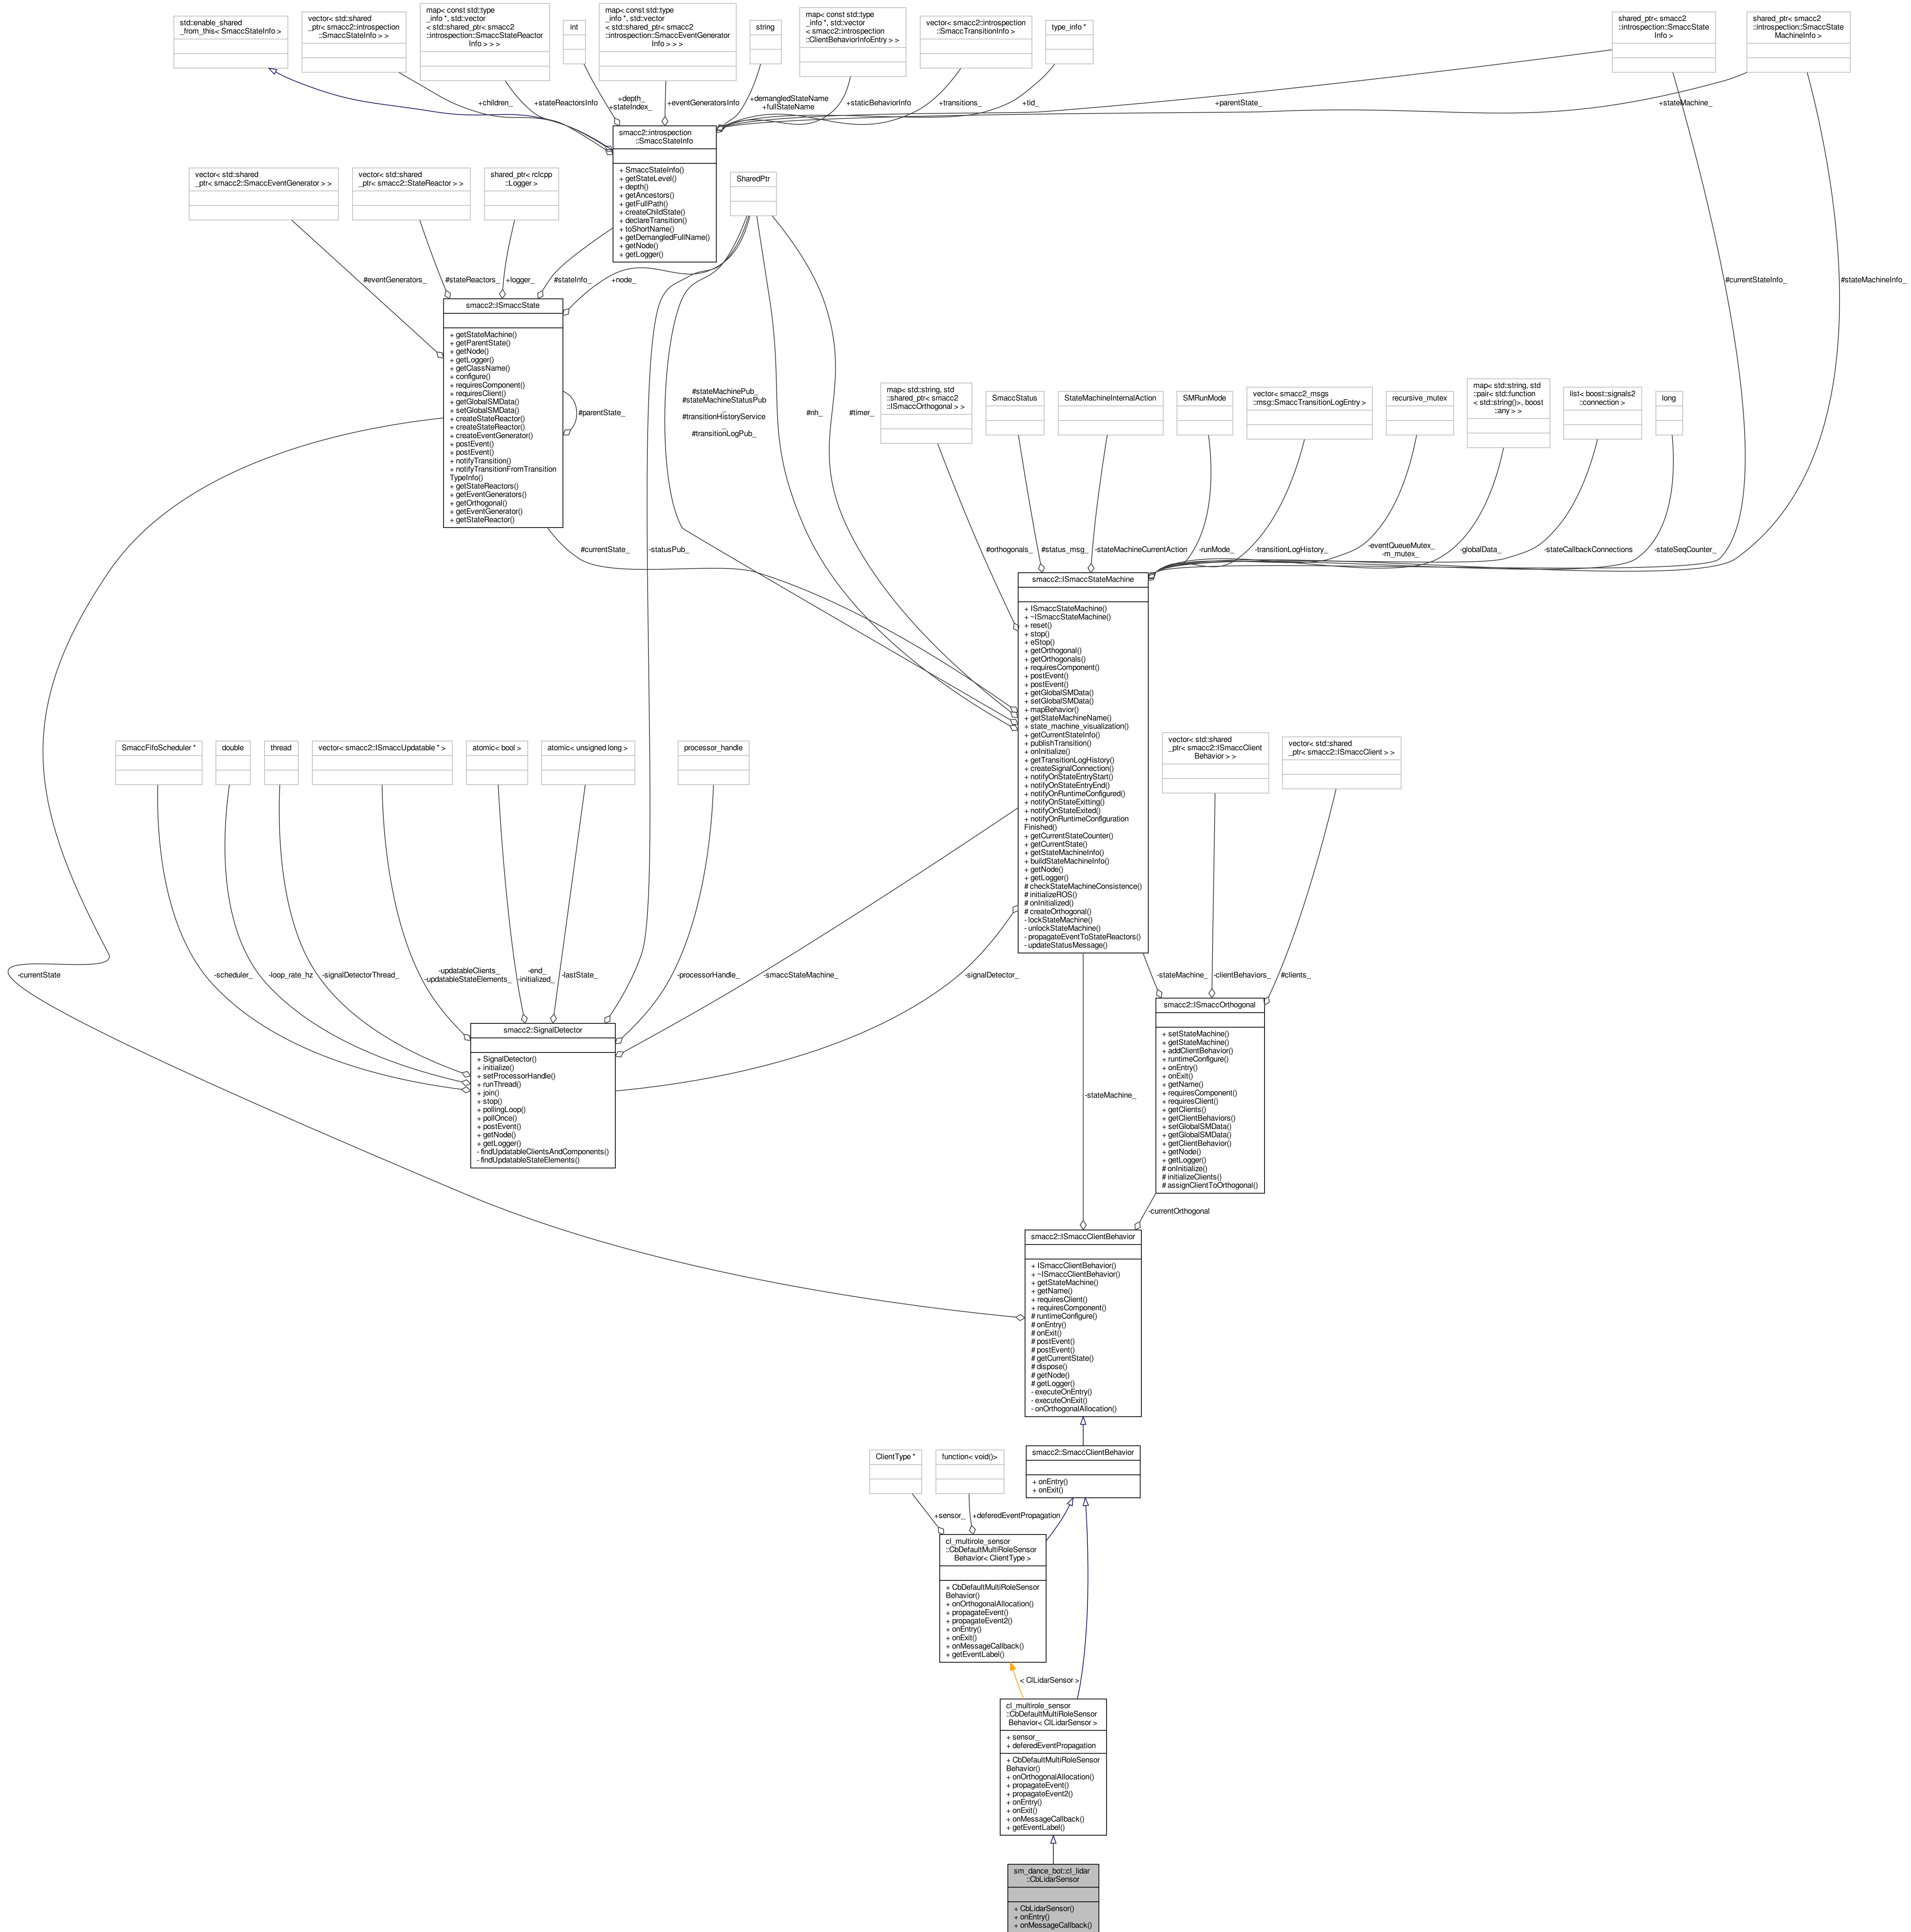 std::enable_shared
_from_this< SmaccStateInfo >
vector< std::shared
_ptr< smacc2::introspection
::SmaccStateInfo > >
map< const std::type
_info *, std::vector
< std::shared_ptr< smacc2
::introspection::SmaccStateReactor
Info > > >
int
map< const std::type
_info *, std::vector
< std::shared_ptr< smacc2
::introspection::SmaccEventGenerator
Info > > >
string
map< const std::type
_info *, std::vector
< smacc2::introspection
::ClientBehaviorInfoEntry > >
vector< smacc2::introspection
::SmaccTransitionInfo >
type_info *
shared_ptr< smacc2
::introspection::SmaccState
Info >
shared_ptr< smacc2
::introspection::SmaccState
MachineInfo >
+children_
+stateReactorsInfo
+depth_
+stateIndex_
+eventGeneratorsInfo
+demangledStateName
+fullStateName
+staticBehaviorInfo
+transitions_
+tid_
+parentState_
+stateMachine_
smacc2::introspection
::SmaccStateInfo
+ SmaccStateInfo()
+ getStateLevel()
+ depth()
+ getAncestors()
+ getFullPath()
+ createChildState()
+ declareTransition()
+ toShortName()
+ getDemangledFullName()
+ getNode()
+ getLogger()
vector< std::shared
_ptr< smacc2::SmaccEventGenerator > >
vector< std::shared
_ptr< smacc2::StateReactor > >
shared_ptr< rclcpp
::Logger >
SharedPtr
#eventGenerators_
#stateReactors_
+logger_
#stateInfo_
+node_
#currentStateInfo_
#stateMachineInfo_
smacc2::ISmaccState
+ getStateMachine()
+ getParentState()
+ getNode()
+ getLogger()
+ getClassName()
+ configure()
+ requiresComponent()
+ requiresClient()
+ getGlobalSMData()
+ setGlobalSMData()
+ createStateReactor()
+ createStateReactor()
+ createEventGenerator()
+ postEvent()
+ postEvent()
+ notifyTransition()
+ notifyTransitionFromTransition
TypeInfo()
+ getStateReactors()
+ getEventGenerators()
+ getOrthogonal()
+ getEventGenerator()
+ getStateReactor()
#parentState_
#stateMachinePub_
#stateMachineStatusPub
_
#transitionHistoryService
_
#transitionLogPub_
#nh_
#timer_
map< std::string, std
::shared_ptr< smacc2
::ISmaccOrthogonal > >
SmaccStatus
StateMachineInternalAction
SMRunMode
vector< smacc2_msgs
::msg::SmaccTransitionLogEntry >
recursive_mutex
map< std::string, std
::pair< std::function
< std::string()>, boost
::any > >
list< boost::signals2
::connection >
long
#currentState_
-statusPub_
#orthogonals_
#status_msg_
-stateMachineCurrentAction
-runMode_
-transitionLogHistory_
-eventQueueMutex_
-m_mutex_
-globalData_
-stateCallbackConnections
-stateSeqCounter_
smacc2::ISmaccStateMachine
+ ISmaccStateMachine()
+ ~ISmaccStateMachine()
+ reset()
+ stop()
+ eStop()
+ getOrthogonal()
+ getOrthogonals()
+ requiresComponent()
+ postEvent()
+ postEvent()
+ getGlobalSMData()
+ setGlobalSMData()
+ mapBehavior()
+ getStateMachineName()
+ state_machine_visualization()
+ getCurrentStateInfo()
+ publishTransition()
+ onInitialize()
+ getTransitionLogHistory()
+ createSignalConnection()
+ notifyOnStateEntryStart()
+ notifyOnStateEntryEnd()
+ notifyOnRuntimeConfigured()
+ notifyOnStateExitting()
+ notifyOnStateExited()
+ notifyOnRuntimeConfiguration
Finished()
+ getCurrentStateCounter()
+ getCurrentState()
+ getStateMachineInfo()
+ buildStateMachineInfo()
+ getNode()
+ getLogger()
# checkStateMachineConsistence()
# initializeROS()
# onInitialized()
# createOrthogonal()
- lockStateMachine()
- unlockStateMachine()
- propagateEventToStateReactors()
- updateStatusMessage()
SmaccFifoScheduler *
double
thread
vector< smacc2::ISmaccUpdatable * >
atomic< bool >
atomic< unsigned long >
processor_handle
vector< std::shared
_ptr< smacc2::ISmaccClient
Behavior > >
vector< std::shared
_ptr< smacc2::ISmaccClient > >
-currentState
-scheduler_
-loop_rate_hz
-signalDetectorThread_
-updatableClients_
-updatableStateElements_
-end_
-initialized_
-lastState_
-processorHandle_
-smaccStateMachine_
-signalDetector_
-stateMachine_
-clientBehaviors_
#clients_
smacc2::SignalDetector
+ SignalDetector()
+ initialize()
+ setProcessorHandle()
+ runThread()
+ join()
+ stop()
+ pollingLoop()
+ pollOnce()
+ postEvent()
+ getNode()
+ getLogger()
- findUpdatableClientsAndComponents()
- findUpdatableStateElements()
smacc2::ISmaccOrthogonal
+ setStateMachine()
+ getStateMachine()
+ addClientBehavior()
+ runtimeConfigure()
+ onEntry()
+ onExit()
+ getName()
+ requiresComponent()
+ requiresClient()
+ getClients()
+ getClientBehaviors()
+ setGlobalSMData()
+ getGlobalSMData()
+ getClientBehavior()
+ getNode()
+ getLogger()
# onInitialize()
# initializeClients()
# assignClientToOrthogonal()
-stateMachine_
-currentOrthogonal
smacc2::ISmaccClientBehavior
+ ISmaccClientBehavior()
+ ~ISmaccClientBehavior()
+ getStateMachine()
+ getName()
+ requiresClient()
+ requiresComponent()
# runtimeConfigure()
# onEntry()
# onExit()
# postEvent()
# postEvent()
# getCurrentState()
# dispose()
# getNode()
# getLogger()
- executeOnEntry()
- executeOnExit()
- onOrthogonalAllocation()
ClientType *
function< void()>
smacc2::SmaccClientBehavior
+ onEntry()
+ onExit()
+sensor_
+deferedEventPropagation
cl_multirole_sensor
::CbDefaultMultiRoleSensor
Behavior< ClientType >
+ CbDefaultMultiRoleSensor
Behavior()
+ onOrthogonalAllocation()
+ propagateEvent()
+ propagateEvent2()
+ onEntry()
+ onExit()
+ onMessageCallback()
+ getEventLabel()
< ClLidarSensor >
cl_multirole_sensor
::CbDefaultMultiRoleSensor
Behavior< ClLidarSensor >
+ sensor_
+ deferedEventPropagation
+ CbDefaultMultiRoleSensor
Behavior()
+ onOrthogonalAllocation()
+ propagateEvent()
+ propagateEvent2()
+ onEntry()
+ onExit()
+ onMessageCallback()
+ getEventLabel()
sm_dance_bot::cl_lidar
::CbLidarSensor
+ CbLidarSensor()
+ onEntry()
+ onMessageCallback()